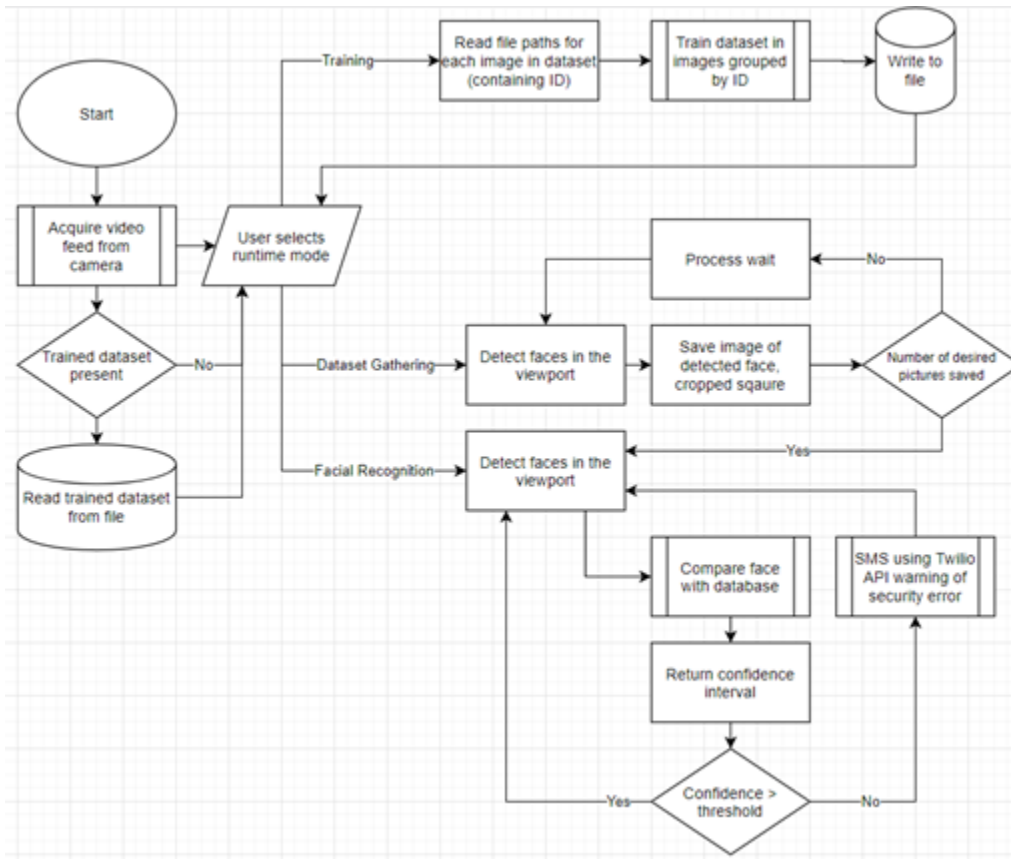 Start
Acquire video
feed from
camera
Trained dataset
present
No
Read trained dataset
from file
User selects
runtime mode
Training
Read file paths for
each image in dataset
(containing ID)
Train dataset in
images grouped
by ID
Write to
file
Dataset Gathering
Detect faces in the
viewport
Save image of
detected face,
cropped sqaure
Number of desired
pictures saved
No
Process wait
Yes
Facial Recognition
Detect faces in the
viewport
Compare face
with database
Return confidence
interval
Confidence >
threshold
Yes
No
SMS using Twilio
API warning of
security error